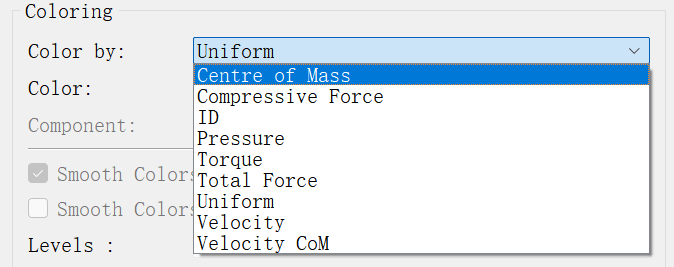 Coloring
Color by: Uniform
Centre of Mass
Color:
Compressive Force
ID
Component:
Pressure
Torque
Smooth Colors
Total Force
Uniform
Smooth Colors
Velocity
Levels :
Velocity CoM